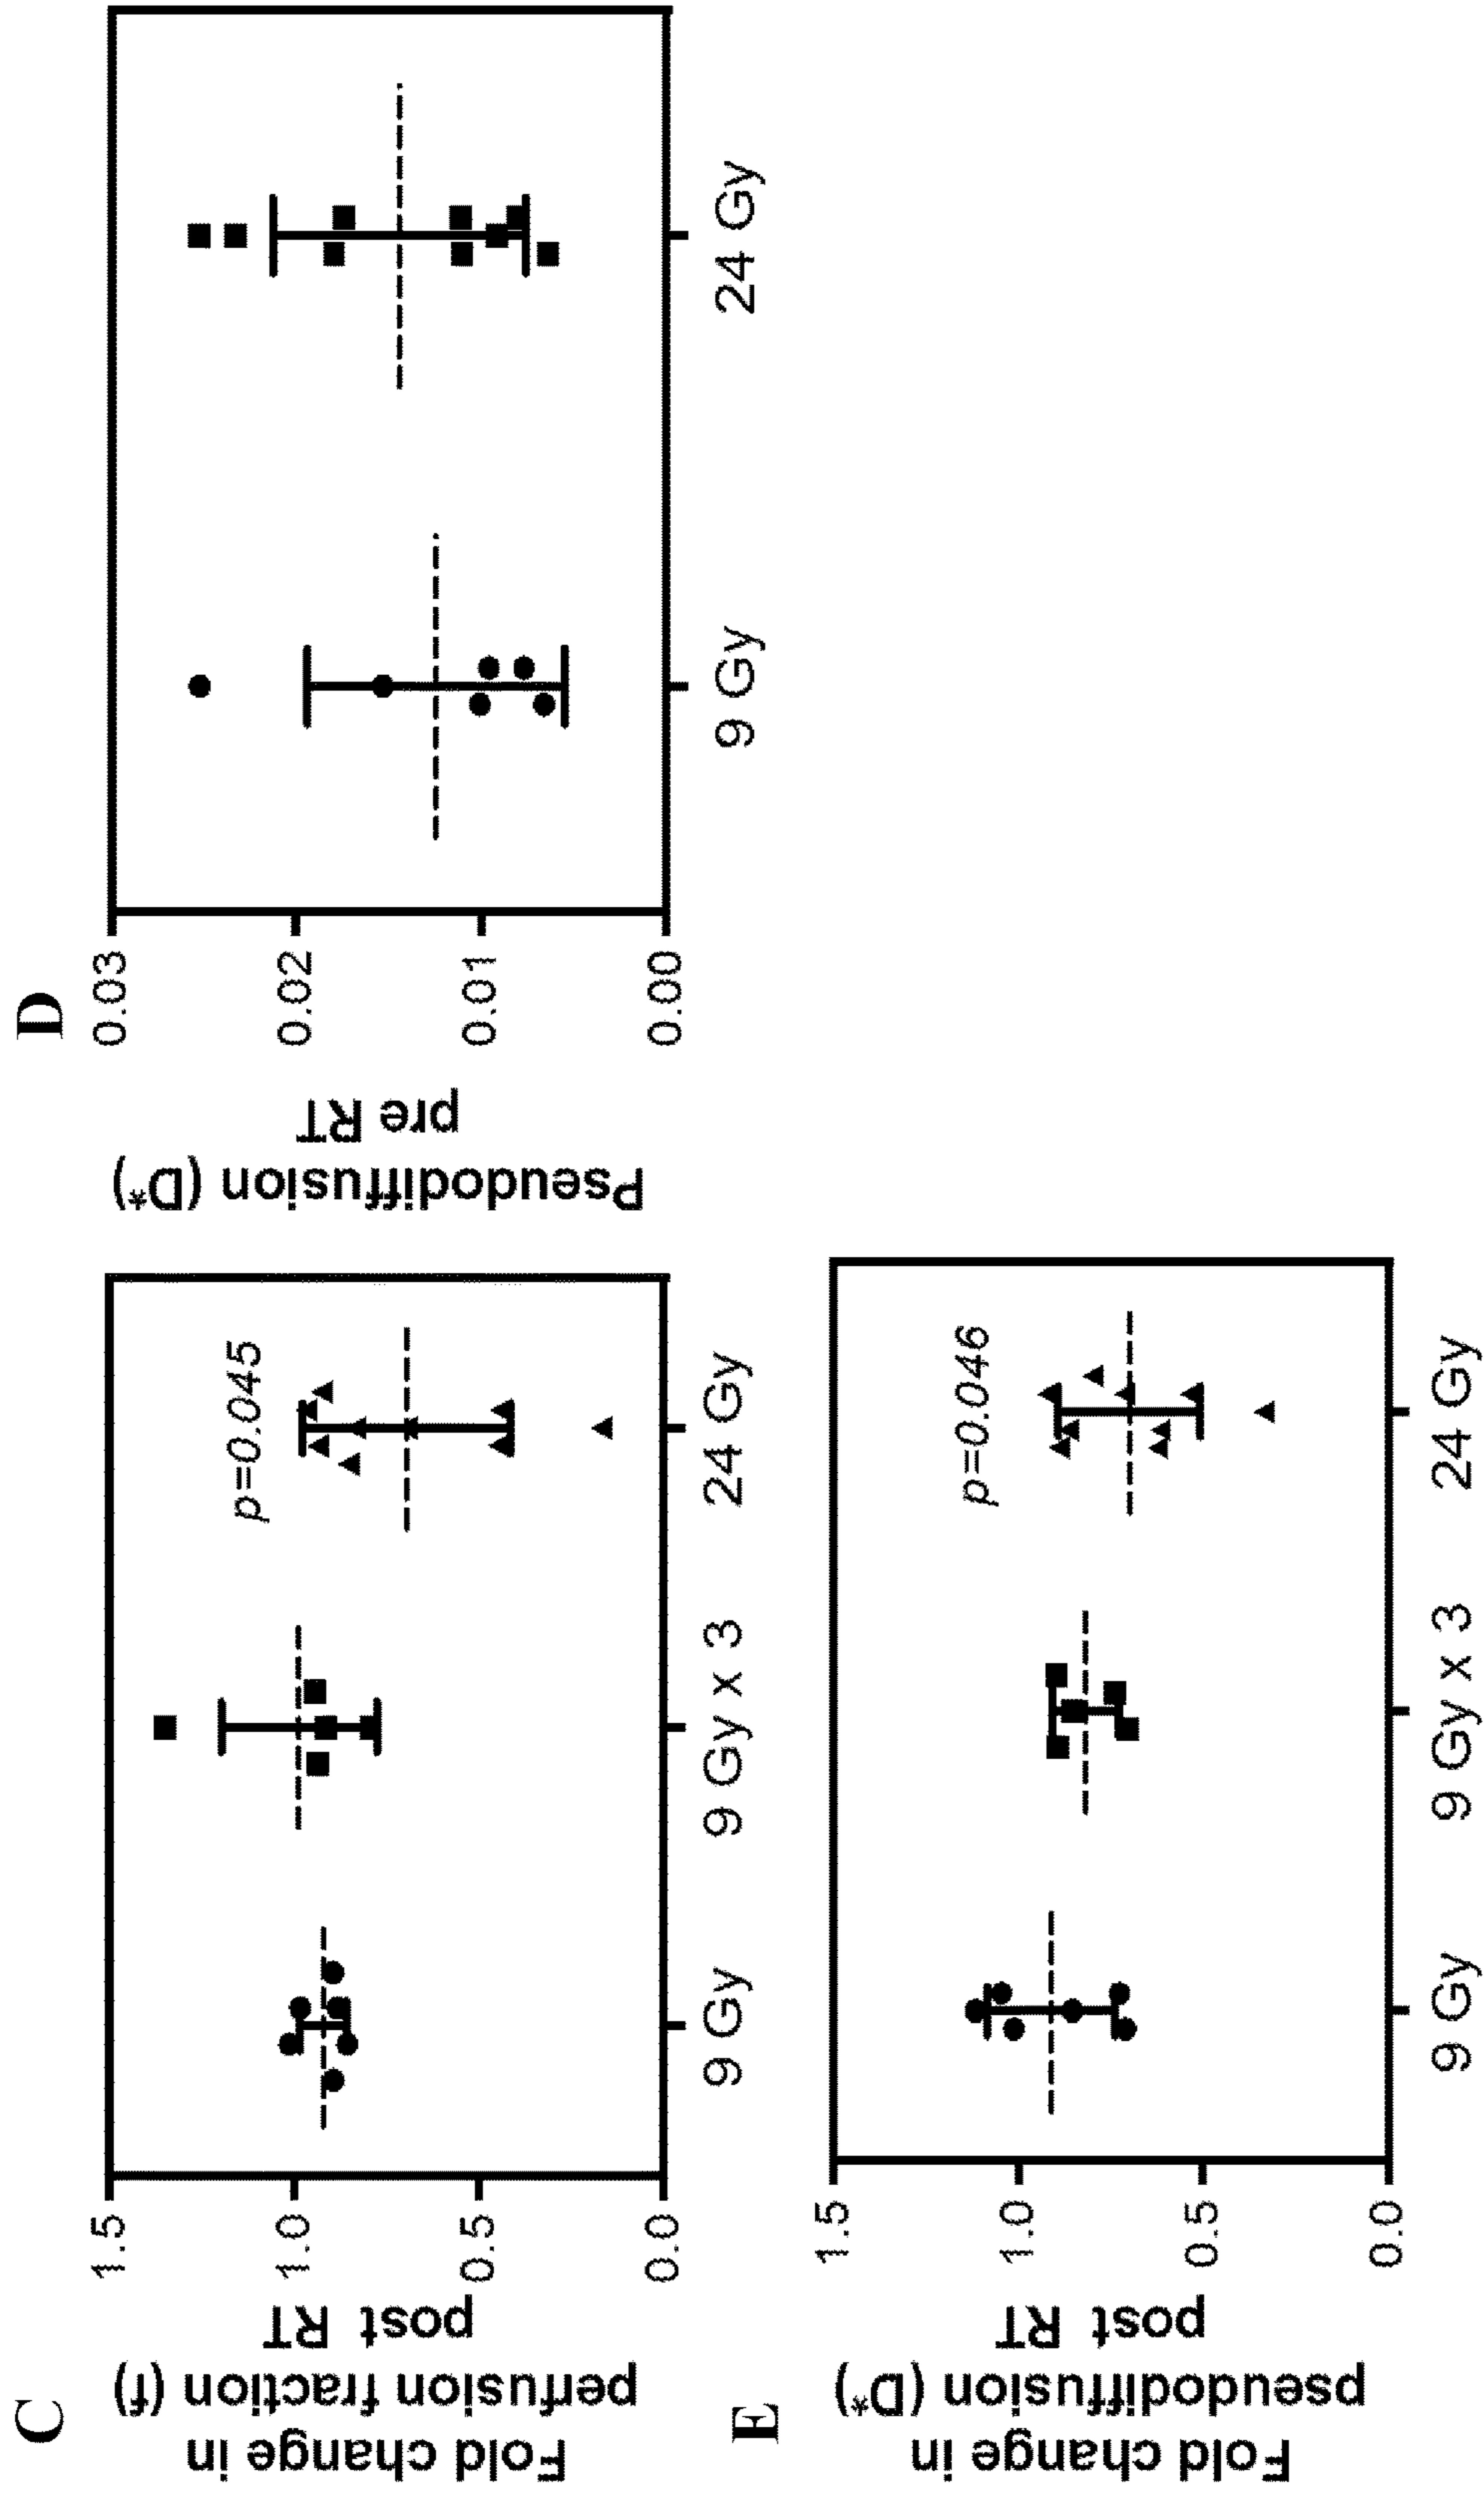 C
Fold change in
perfusion fraction (f)
post RT
1.5
1.0
0.5
0.0
p=0.045
9 Gy
9 Gy x 3
24 Gy
D
Pseudodiffusion (D*)
pre RT
0.03
0.02
0.01
0.00
9 Gy
24 Gy
E
Fold change in
pseudodiffusion (D*)
post RT
1.5
1.0
0.5
0.0
p=0.046
9 Gy
9 Gy x 3
24 Gy